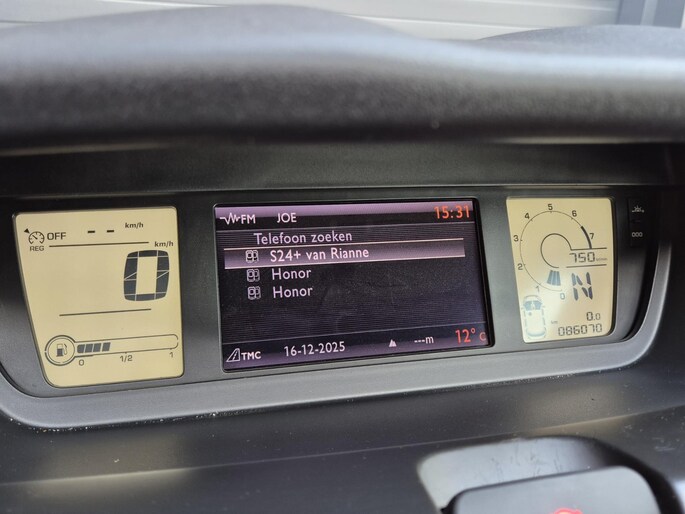 OFF -- km/h
REG
km/h
0
0 1/2 1
FM JOE 15:31
Telefoon zoeken
S24+ van Rianne
Honor
Honor
TMC 16-12-2025 ---m 12°C
5
6
4
7
3
2
1
0
750
N
0.0
086070